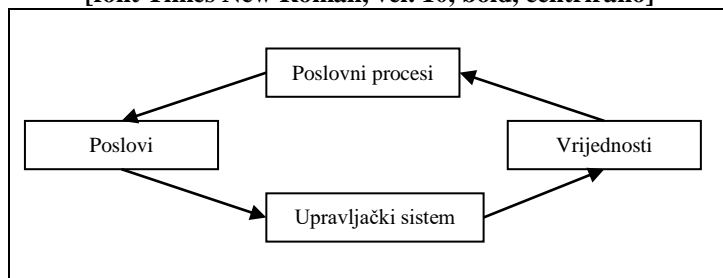 [font Times New Roman, vel. 10, bold, centrirano]
Poslovni procesi
Poslovi
Vrijednosti
Upravljački sistem